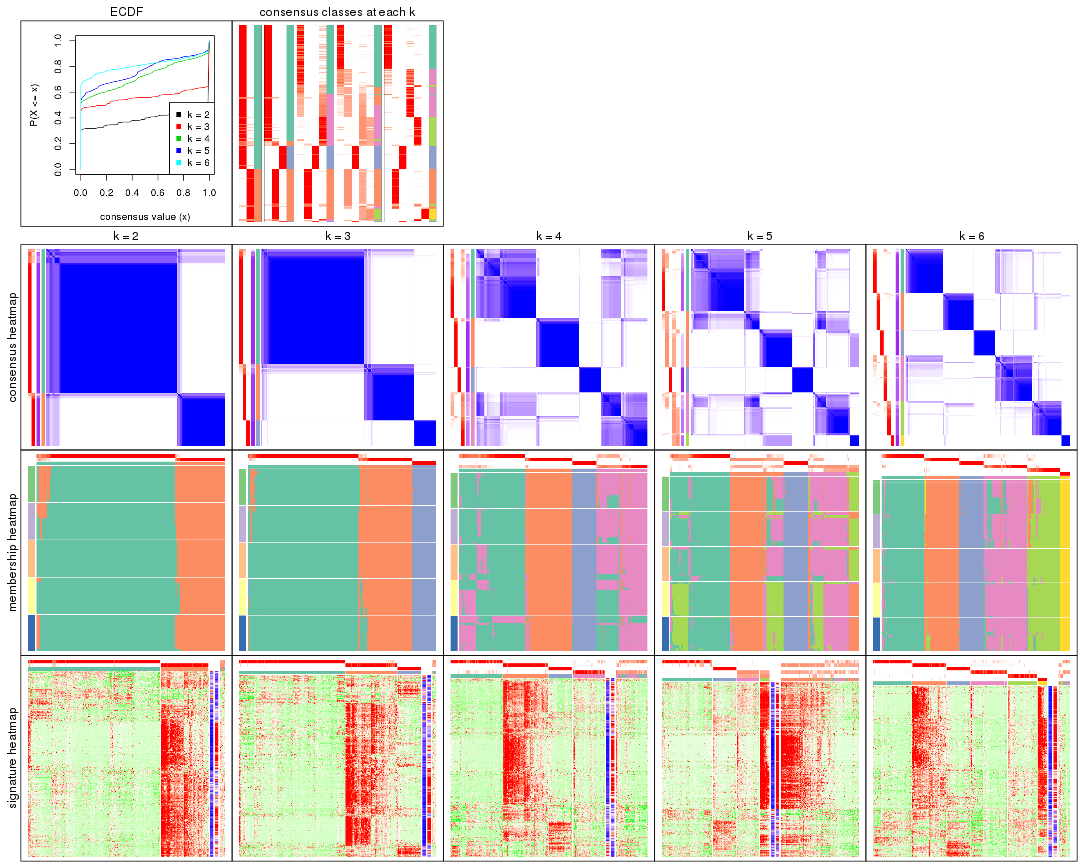 ECDF
consensus classes at each k
P(X <= x)
1.0
0.8
0.6
0.4
0.2
0.0
k = 2
k = 3
k = 4
k = 5
k = 6
0.0 0.2 0.4 0.6 0.8 1.0
consensus value (x)
k = 2
k = 3
k = 4
k = 5
k = 6
consensus heatmap
membership heatmap
signature heatmap